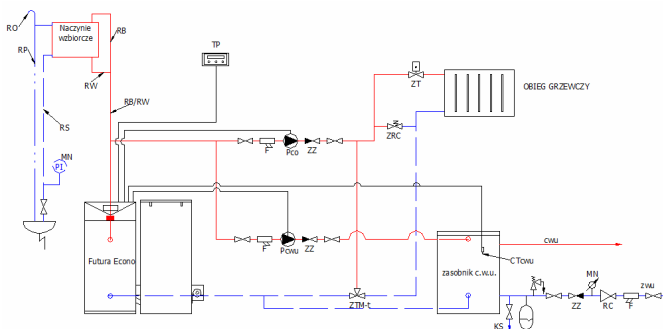 RO
RP
Naczynie
wzbiorcze
RB
RW
TP
RB/RW
RS
MN
PI
ZT
OBIEG GRZEWCZY
ZRC
F
Pco
ZZ
F
Pcwu
ZZ
Futura Econo
ZTM-t
zasobnik c.w.u.
CTcwu
cwu
MN
zwu
ZZ
RC
F
KS